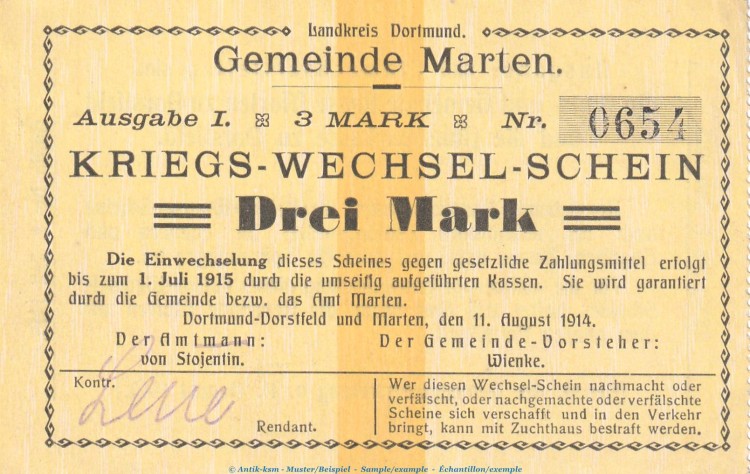 Landkreis Dortmund.
Gemeinde Marten.
Ausgabe I. 3 MARK Nr. 0654
KRIEGS-WECHSEL-SCHEIN
Drei Mark
Die Einwechselung dieses Scheines gegen gesetzliche Zahlungsmittel erfolgt
bis zum 1. Juli 1915 durch die umseitig aufgeführten Kassen. Sie wird garantiert
durch die Gemeinde bezw. das Amt Marten.
Dortmund-Dorstfeld und Marten, den 11. August 1914.
Der Amtmann: Der Gemeinde-Vorsteher:
von Stojentin. Wienke.
Kontr.
Rendant.
Wer diesen Wechsel-Schein nachmacht oder
verfälscht, oder nachgemachte oder verfälschte
Scheine sich verschafft und in den Verkehr
bringt, kann mit Zuchthaus bestraft werden.
© Antik-ksm - Muster/Beispiel - Sample/example - Échantillon/exemple